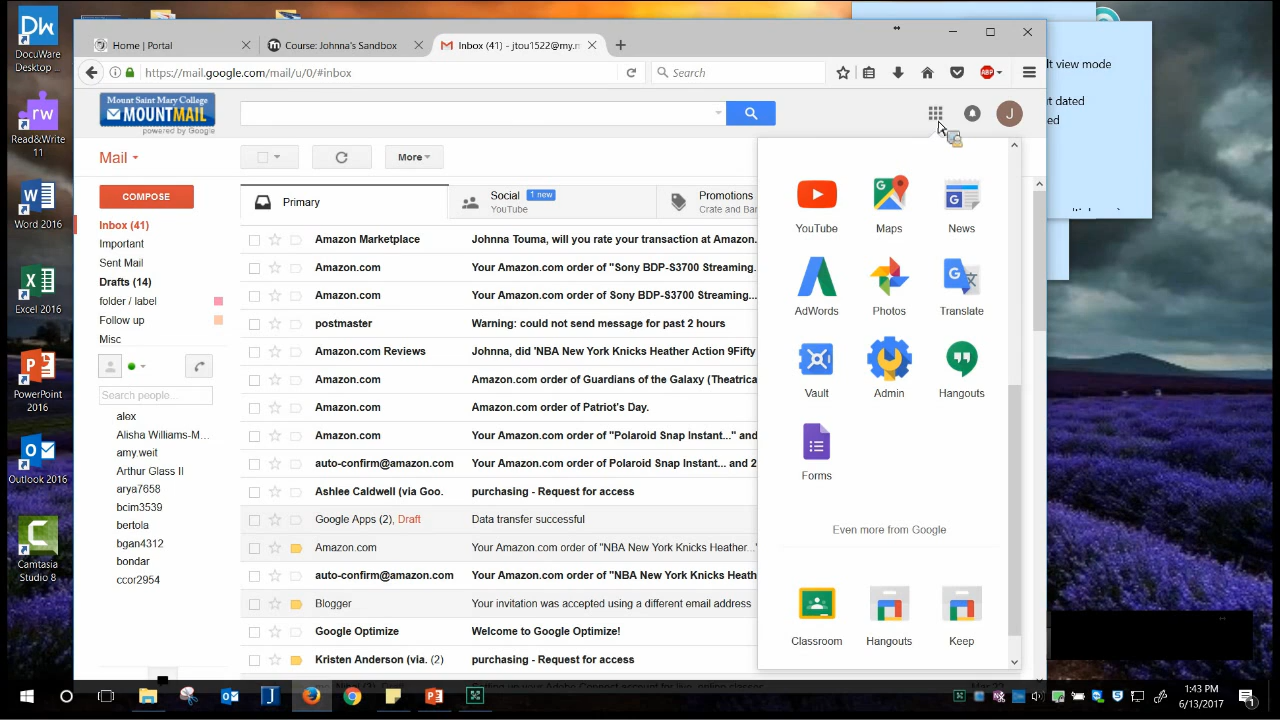 DocuWare
Desktop ...
Read&Write
11
Word 2016
Excel 2016
PowerPoint
2016
Outlook 2016
Camtasia
Studio 8
Home | Portal
Course: Johnna's Sandbox
Inbox (41) - jtou1522@my.m
https://mail.google.com/mail/u/0/#inbox
Search
ABP
Mount Saint Mary College
MOUNTMAIL
powered by Google
J
Mail
More
COMPOSE
Inbox (41)
Important
Sent Mail
Drafts (14)
folder / label
Follow up
Misc
Search people...
alex
Alisha Williams-M...
amy.weit
Arthur Glass II
arya7658
bcim3539
bertola
bgan4312
bondar
ccor2954
Primary
Social 1 new
YouTube
Promotions
Crate and Bar
Amazon Marketplace Johnna Touma, will you rate your transaction at Amazon.
Amazon.com Your Amazon.com order of "Sony BDP-S3700 Streaming.
Amazon.com Your Amazon.com order of Sony BDP-S3700 Streaming...
postmaster Warning: could not send message for past 2 hours
Amazon.com Reviews Johnna, did 'NBA New York Knicks Heather Action 9Fifty
Amazon.com Amazon.com order of Guardians of the Galaxy (Theatrica
Amazon.com Amazon.com order of Patriot's Day.
Amazon.com Your Amazon.com order of "Polaroid Snap Instant..." and
auto-confirm@amazon.com Your Amazon.com order of Polaroid Snap Instant... and 2
Ashlee Caldwell (via Goo. purchasing - Request for access
Google Apps (2), Draft Data transfer successful
Amazon.com Your Amazon.com order of "NBA New York Knicks Heather..."
auto-confirm@amazon.com Your Amazon.com order of "NBA New York Knicks Heath
Blogger Your invitation was accepted using a different email address
Google Optimize Welcome to Google Optimize!
Kristen Anderson (via. (2) purchasing - Request for access
YouTube
Maps
News
AdWords
Photos
Translate
Vault
Admin
Hangouts
Forms
Even more from Google
Classroom
Hangouts
Keep
lt view mode
t dated
ed
1:43 PM
6/13/2017